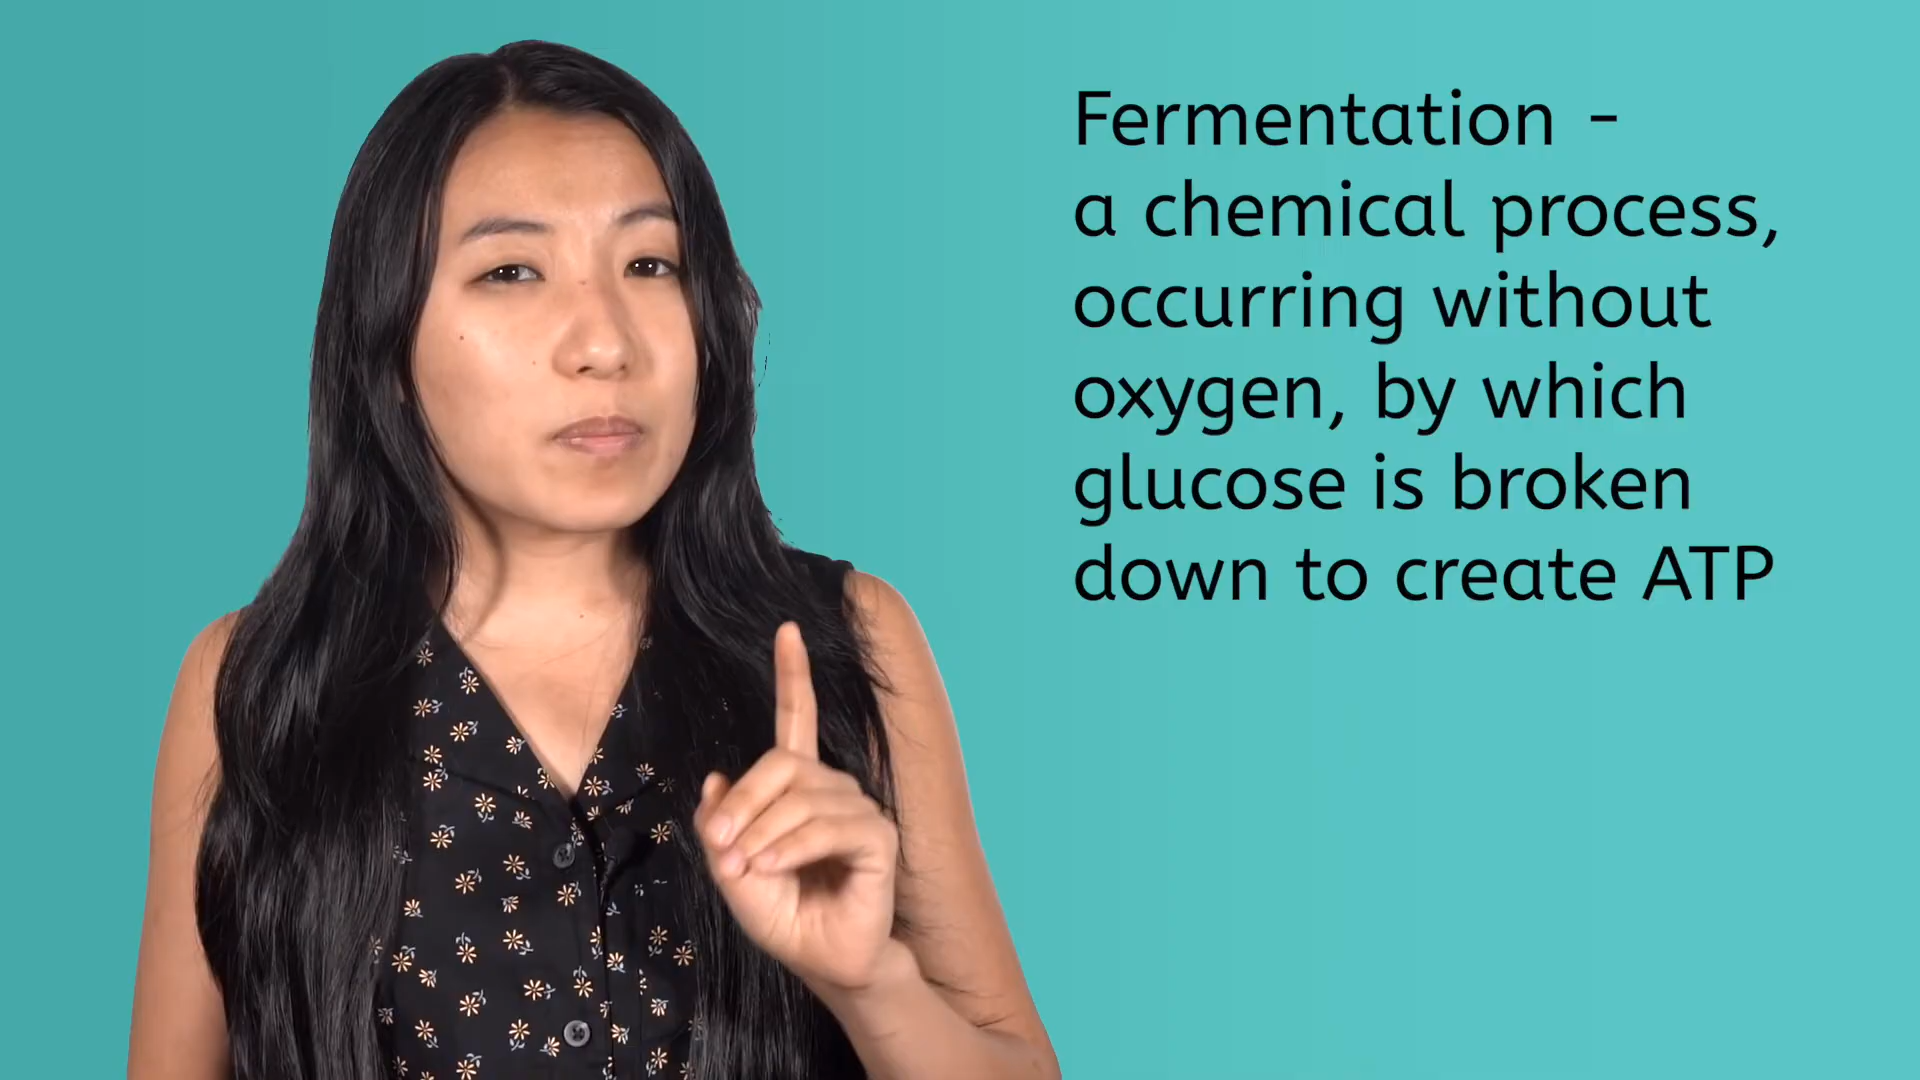 Fermentation -
a chemical process,
occurring without
oxygen, by which
glucose is broken
down to create ATP